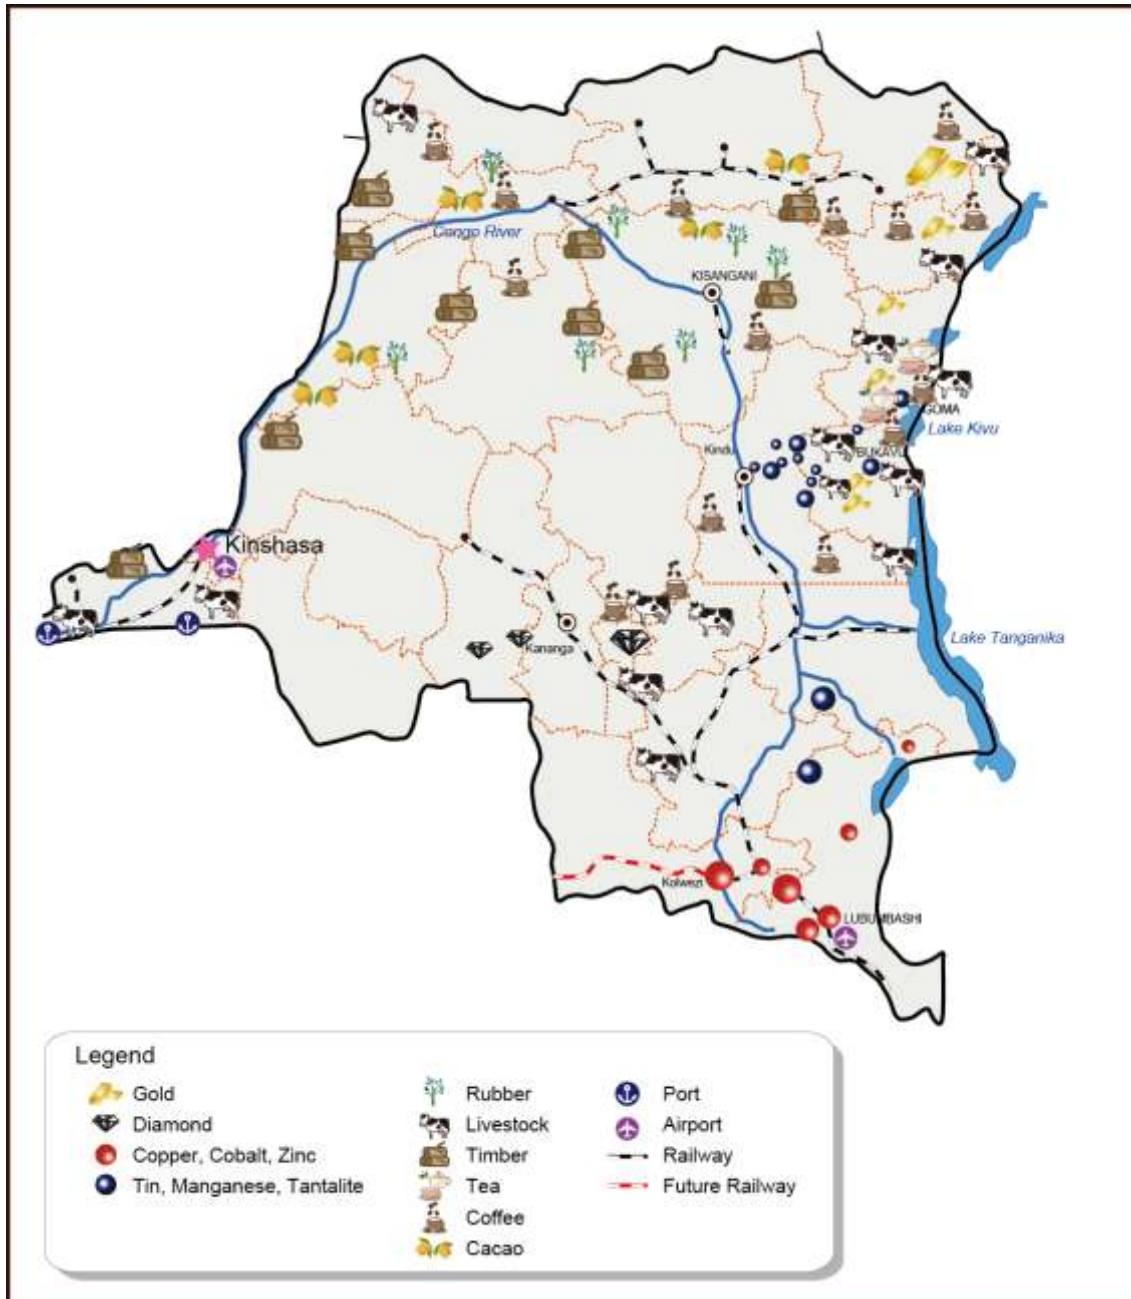 Congo River
KISANGANI
GOMA
Lake Kivu
Kindu
BUKAVU
Kinshasa
Lake Tanganika
Kananga
Kolwezi
LUBUMBASHI
Legend
Gold
Diamond
Copper, Cobalt, Zinc
Tin, Manganese, Tantalite
Rubber
Livestock
Timber
Tea
Coffee
Cacao
Port
Airport
Railway
Future Railway